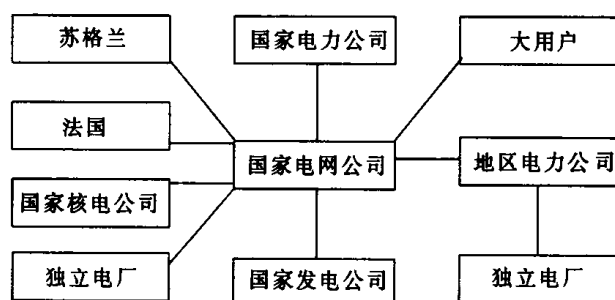 苏格兰
国家电力公司
大用户
法国
国家电网公司
地区电力公司
国家核电公司
独立电厂
国家发电公司
独立电厂